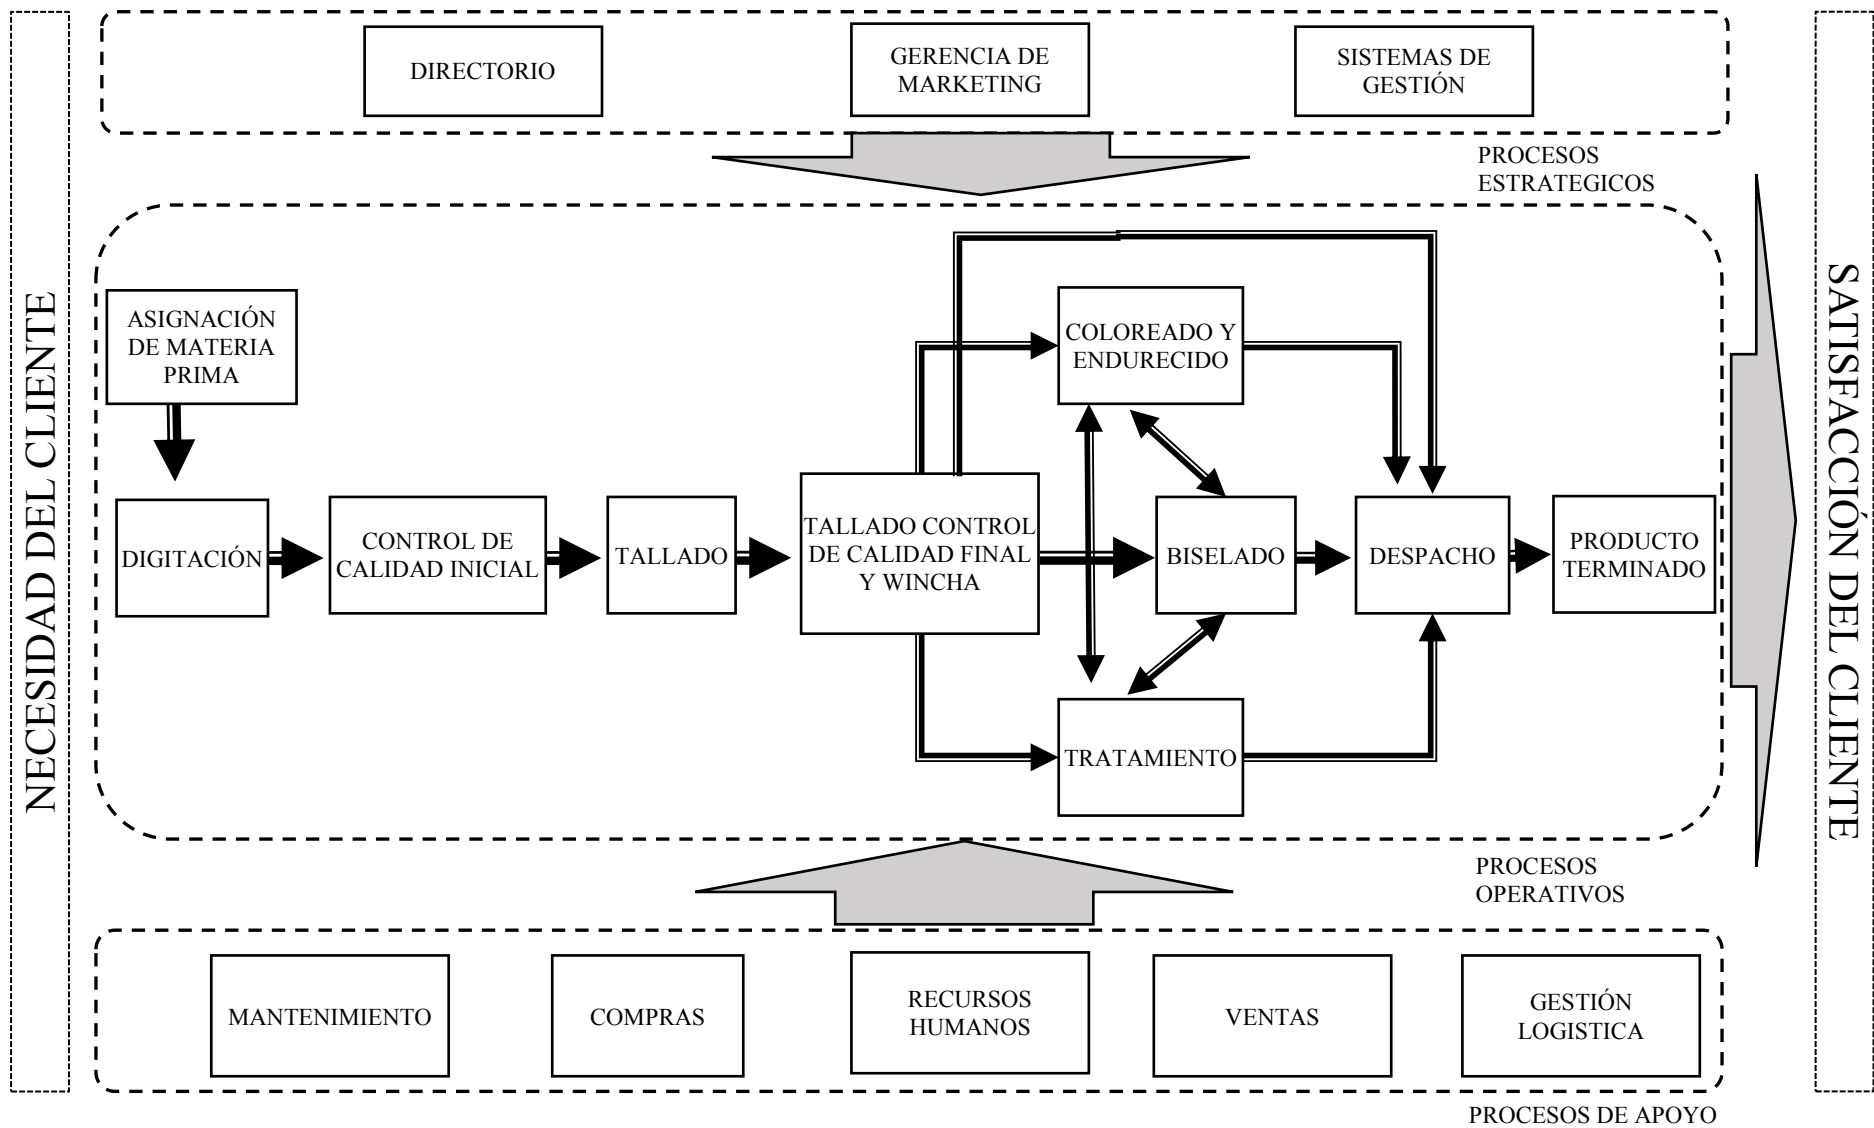 DIRECTORIO
GERENCIA DE
MARKETING
SISTEMAS DE
GESTIÓN
PROCESOS
ESTRATEGICOS
NECESIDAD DEL CLIENTE
ASIGNACIÓN
DE MATERIA
PRIMA
COLOREADO Y
ENDURECIDO
DIGITACIÓN
CONTROL DE
CALIDAD INICIAL
TALLADO
TALLADO CONTROL
DE CALIDAD FINAL
Y WINCHA
BISELADO
DESPACHO
PRODUCTO
TERMINADO
TRATAMIENTO
SATISFACCIÓN DEL CLIENTE
PROCESOS
OPERATIVOS
MANTENIMIENTO
COMPRAS
RECURSOS
HUMANOS
VENTAS
GESTIÓN
LOGISTICA
PROCESOS DE APOYO